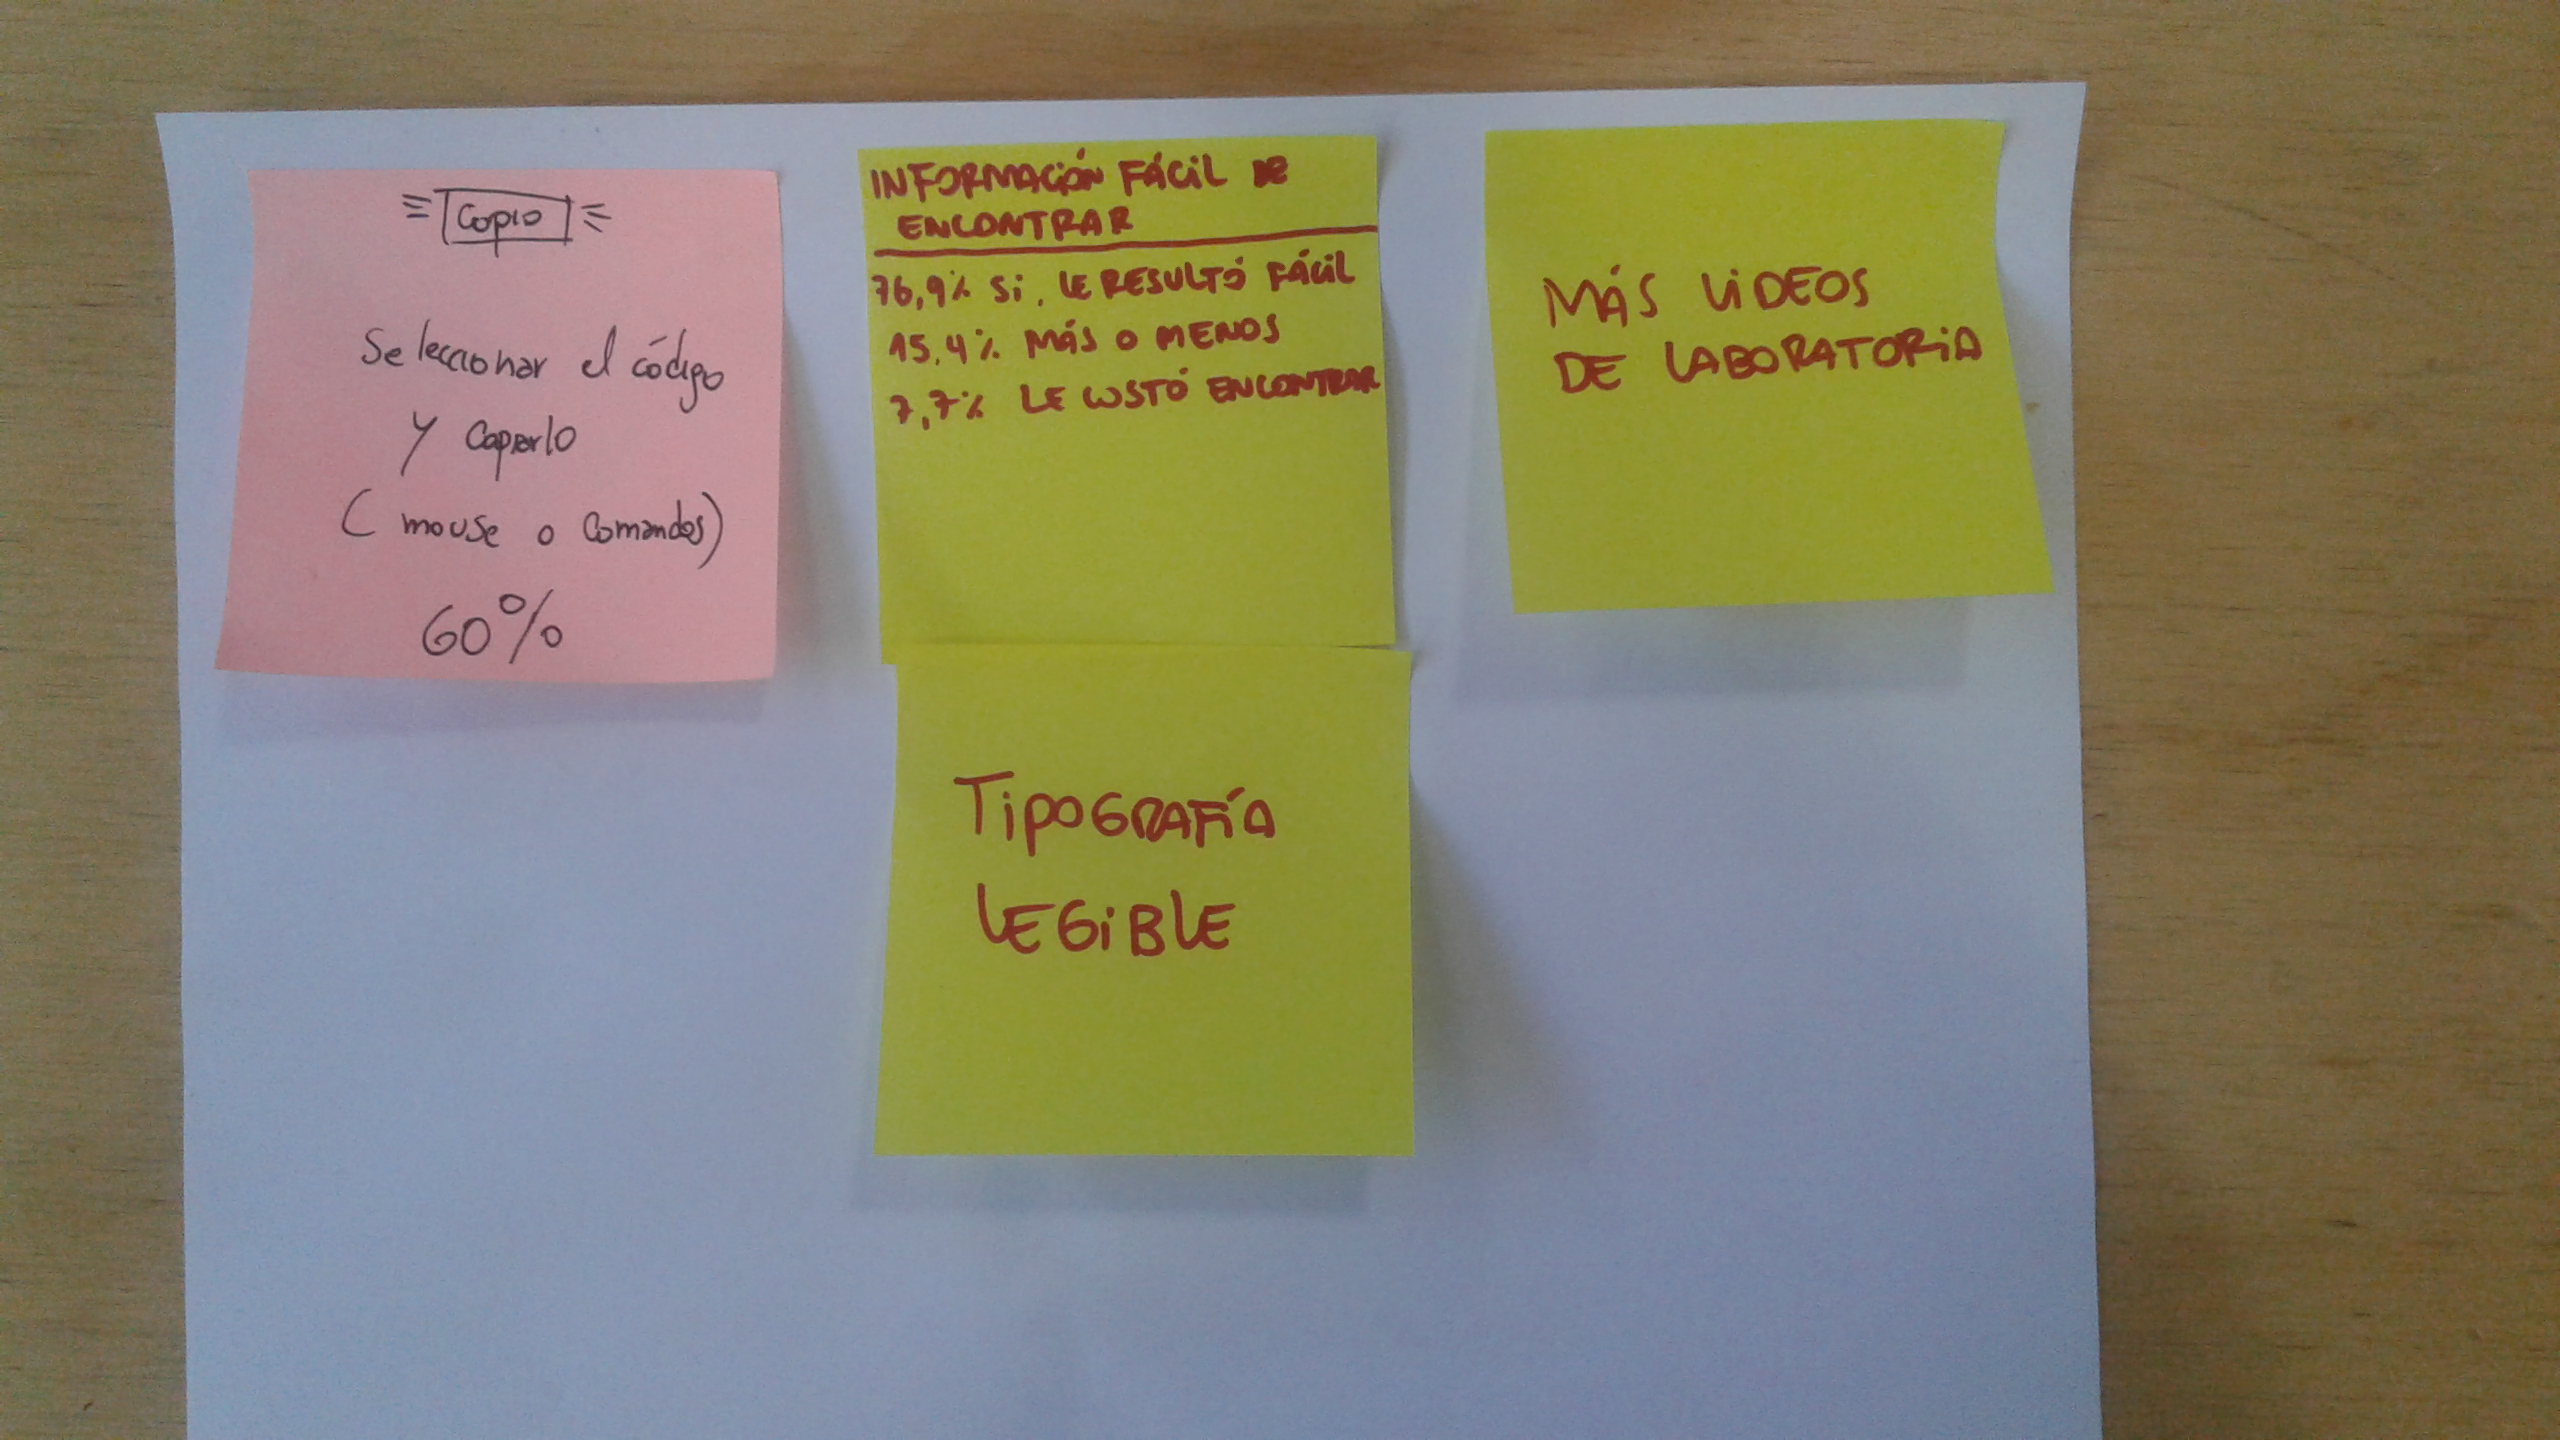 Copio
Seleccionar el código
y copiarlo
(mouse o comandos)
60%
INFORMACIÓN FÁCIL DE
ENCONTRAR
76,9% Si, LE RESULTÓ FÁCIL
15,4% MÁS O MENOS
7,7% LE COSTÓ ENCONTRAR
TIPOGRAFÍA
LEGIBLE
MÁS VIDEOS
DE LABORATORIA